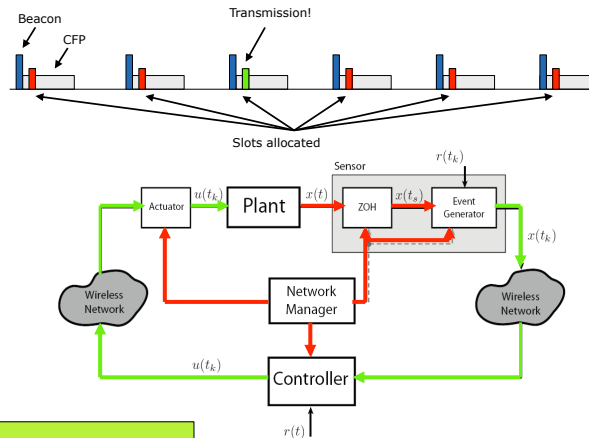 Transmission!
Beacon
CFP
Slots allocated
Sensor
r(t_k)
u(t_k)
x(t)
x(t_s)
Actuator
Plant
ZOH
Event
Generator
x(t_k)
Wireless
Network
Network
Manager
Wireless
Network
u(t_k)
Controller
r(t)